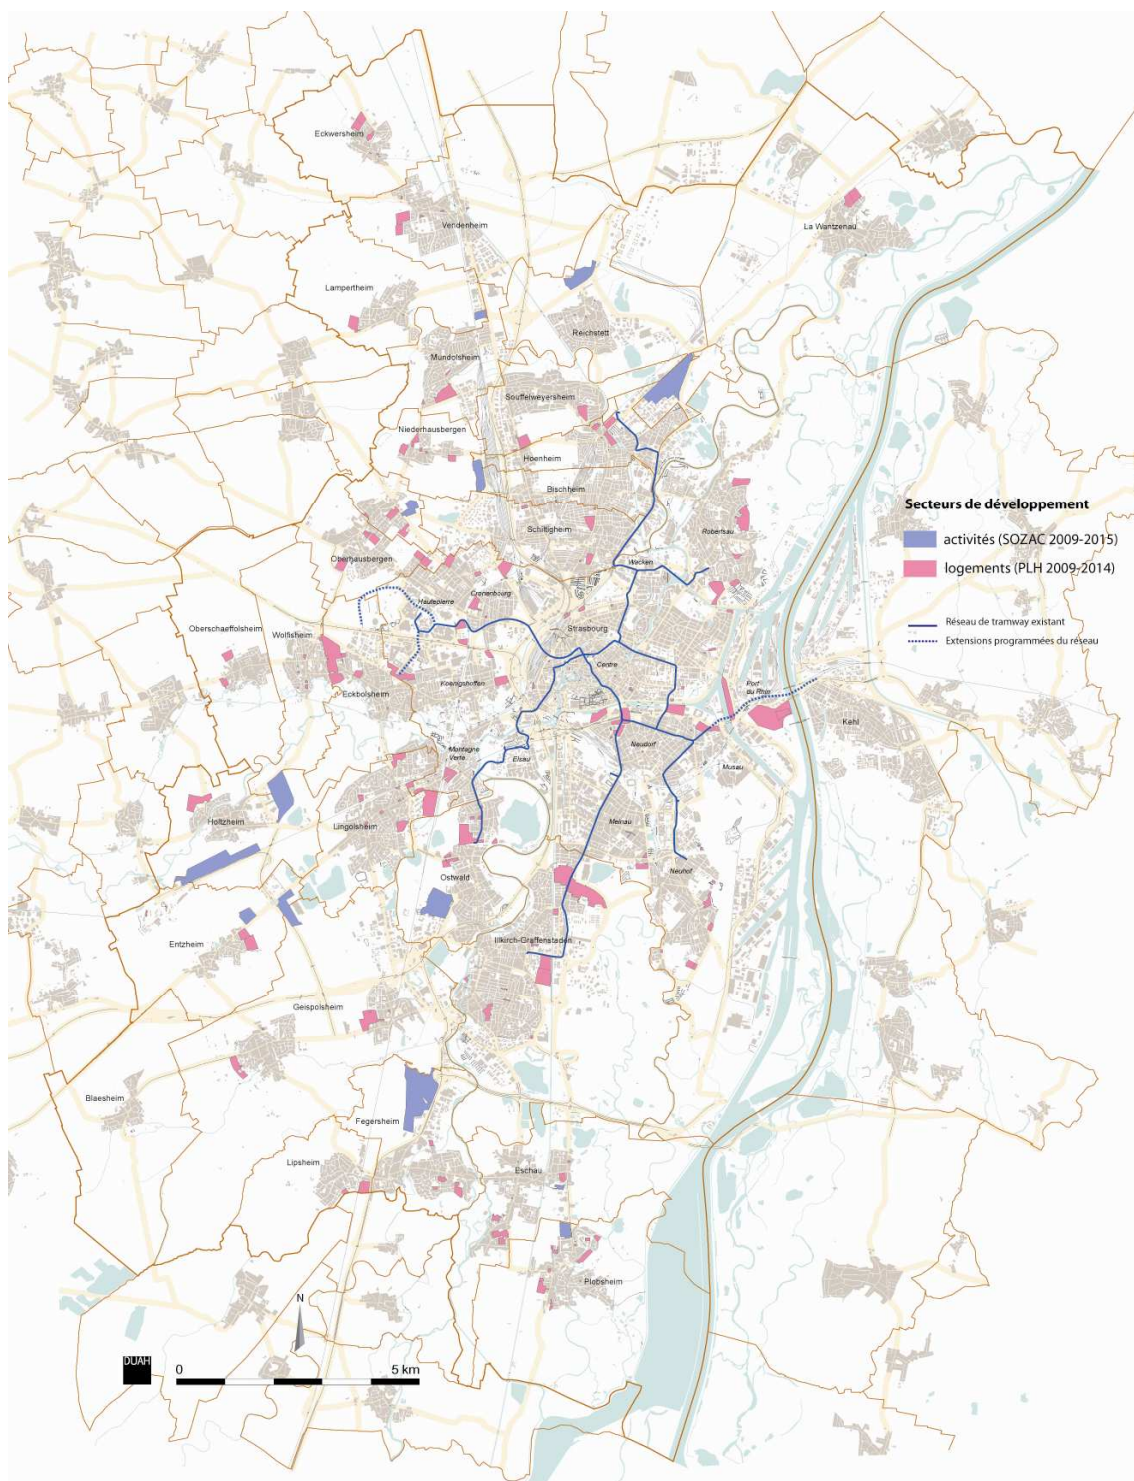 Eckwersheim
Vendenheim
La Wantzenau
Lampertheim
Reichstett
Mundolsheim
Souffelweyersheim
Niederhausbergen
Hoenheim
Bischheim
Secteurs de développement
activités (SOZAC 2009-2015)
logements (PLH 2009-2014)
Réseau de tramway existant
Extensions programmées du réseau
Schiltigheim
Robertsau
Oberhausbergen
Wacken
Hautepierre
Cronenbourg
Oberschaeffolsheim
Wolfisheim
Strasbourg
Centre
Eckbolsheim
Koenigshoffen
Port
du Rhin
Kehl
Montagne
Verte
Elsau
Neudorf
Musau
Holtzheim
Lingolsheim
Meinau
Ostwald
Neuhof
Entzheim
Illkirch-Graffenstaden
Geispolsheim
Blaesheim
Fegersheim
Lipsheim
Eschau
Plobsheim
N
DUAH
0
5 km